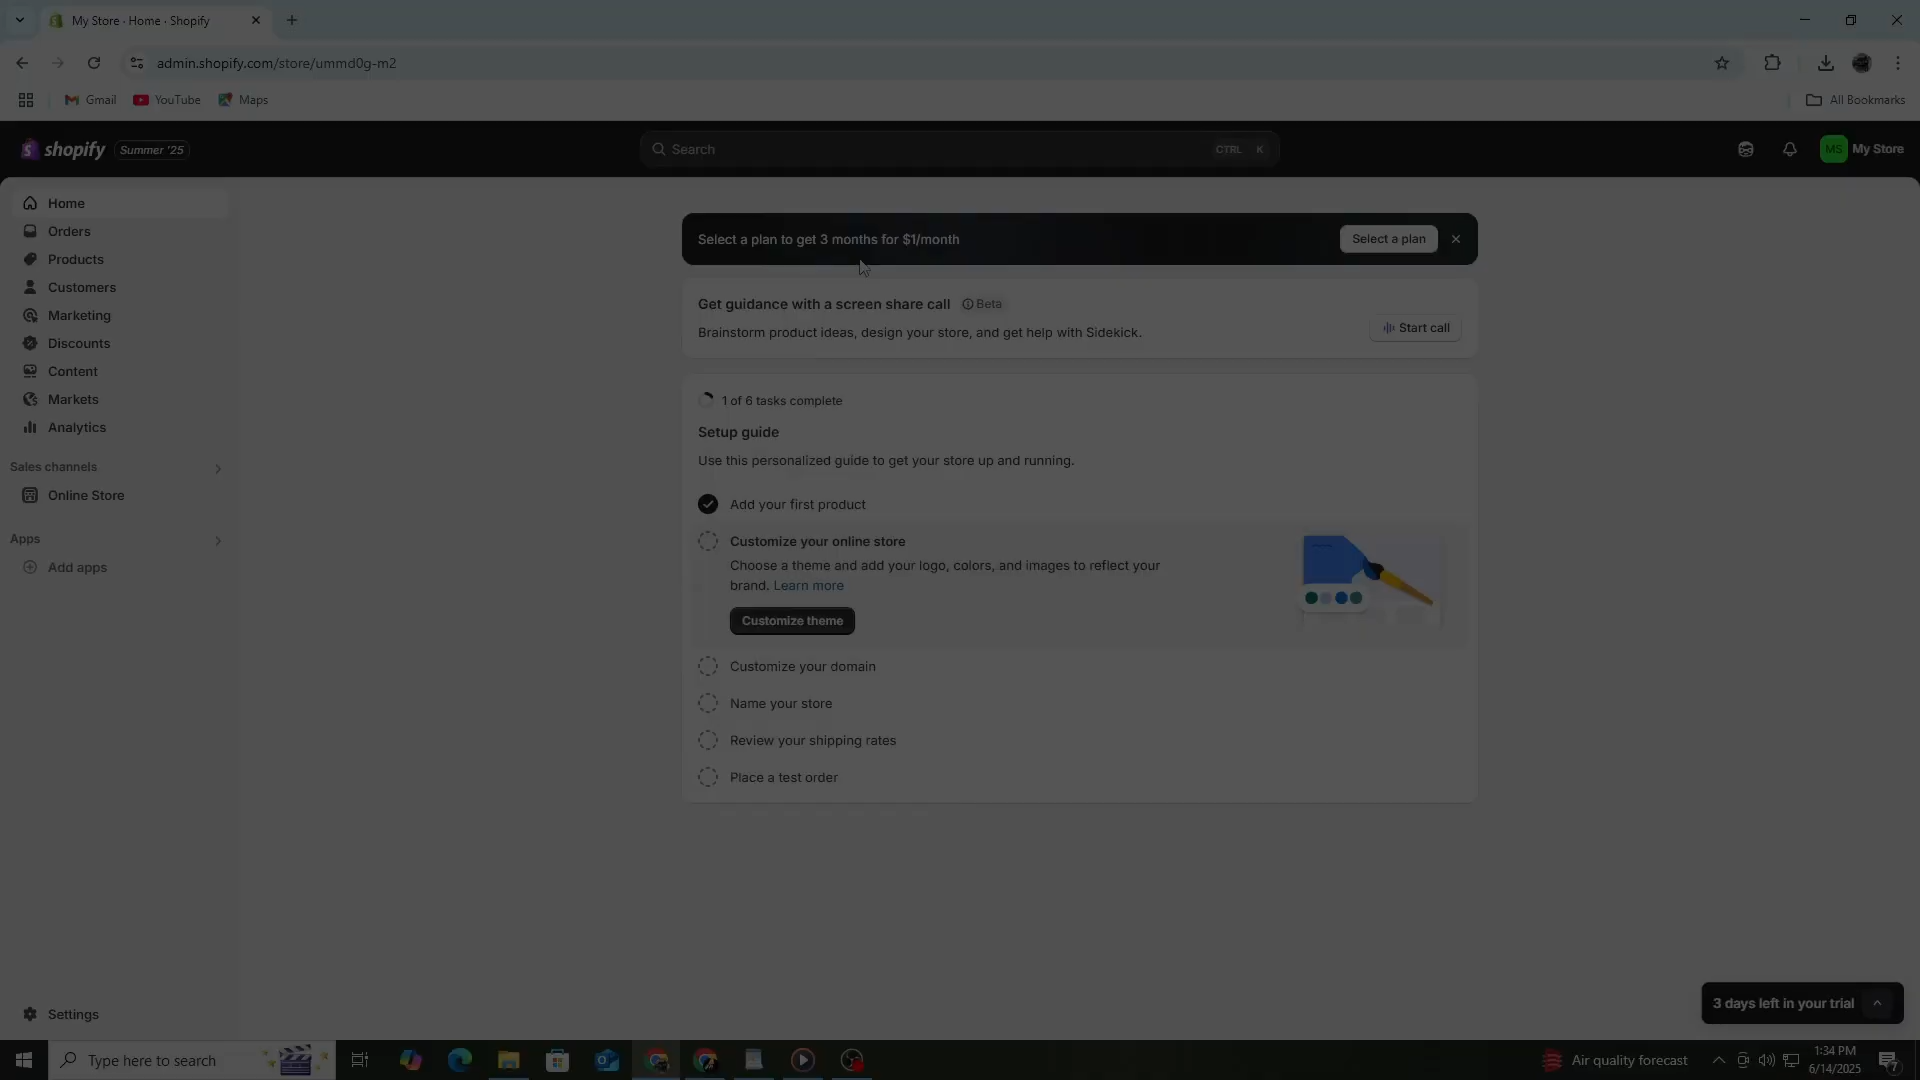 My Store · Home · Shopify
admin.shopify.com/store/ummd0g-m2
Gmail
YouTube
Maps
All Bookmarks
shopify
Summer '25
Search
CTRL K
MS
My Store
Home
Orders
Products
Customers
Marketing
Discounts
Content
Markets
Analytics
Sales channels
Online Store
Apps
Add apps
Settings
Select a plan to get 3 months for $1/month
Select a plan
Get guidance with a screen share call
Beta
Brainstorm product ideas, design your store, and get help with Sidekick.
Start call
1 of 6 tasks complete
Setup guide
Use this personalized guide to get your store up and running.
Add your first product
Customize your online store
Choose a theme and add your logo, colors, and images to reflect your
brand. Learn more
Customize theme
Customize your domain
Name your store
Review your shipping rates
Place a test order
3 days left in your trial
Type here to search
Air quality forecast
1:34 PM
6/14/2025
7